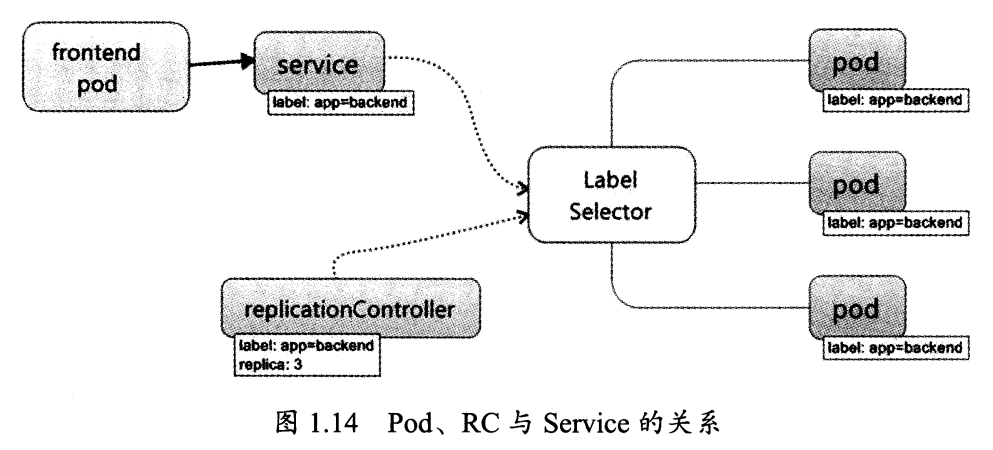 frontend
pod
service
label: app=backend
replicationController
label: app=backend
replica: 3
Label
Selector
pod
label: app=backend
pod
label: app=backend
pod
label: app=backend
图 1.14 Pod、RC 与 Service 的关系